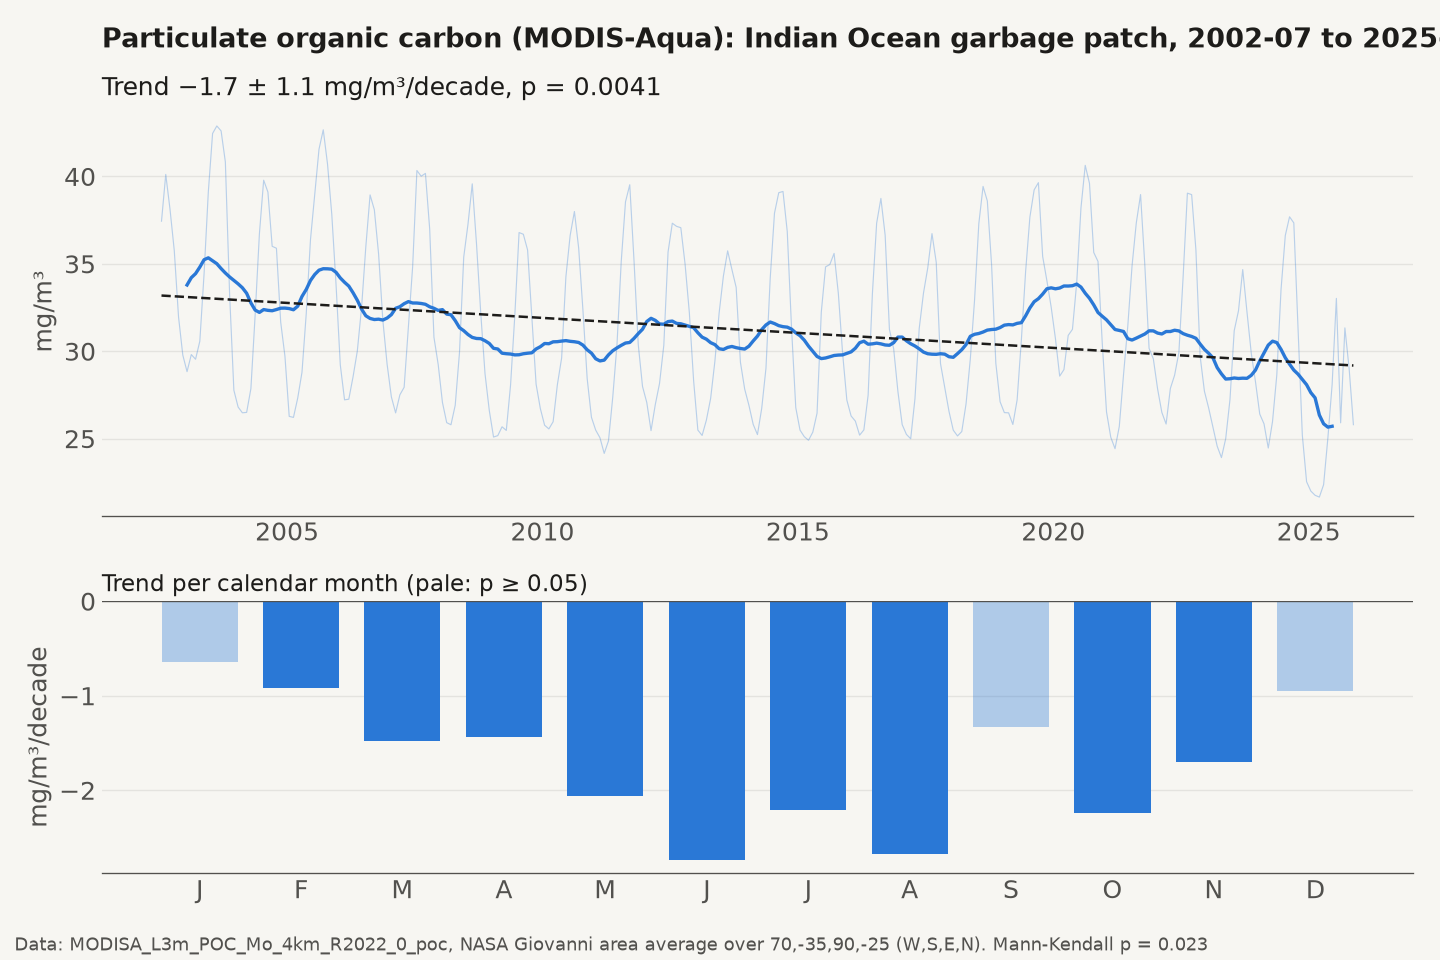 Particulate organic carbon (MODIS-Aqua): Indian Ocean garbage patch, 2002-07 to 2025-
Trend −1.7 ± 1.1 mg/m³/decade, p = 0.0041
mg/m³
40
35
30
25
2005 2010 2015 2020 2025
Trend per calendar month (pale: p ≥ 0.05)
mg/m³/decade
0
−1
−2
J F M A M J J A S O N D
Data: MODISA_L3m_POC_Mo_4km_R2022_0_poc, NASA Giovanni area average over 70,-35,90,-25 (W,S,E,N). Mann-Kendall p = 0.023